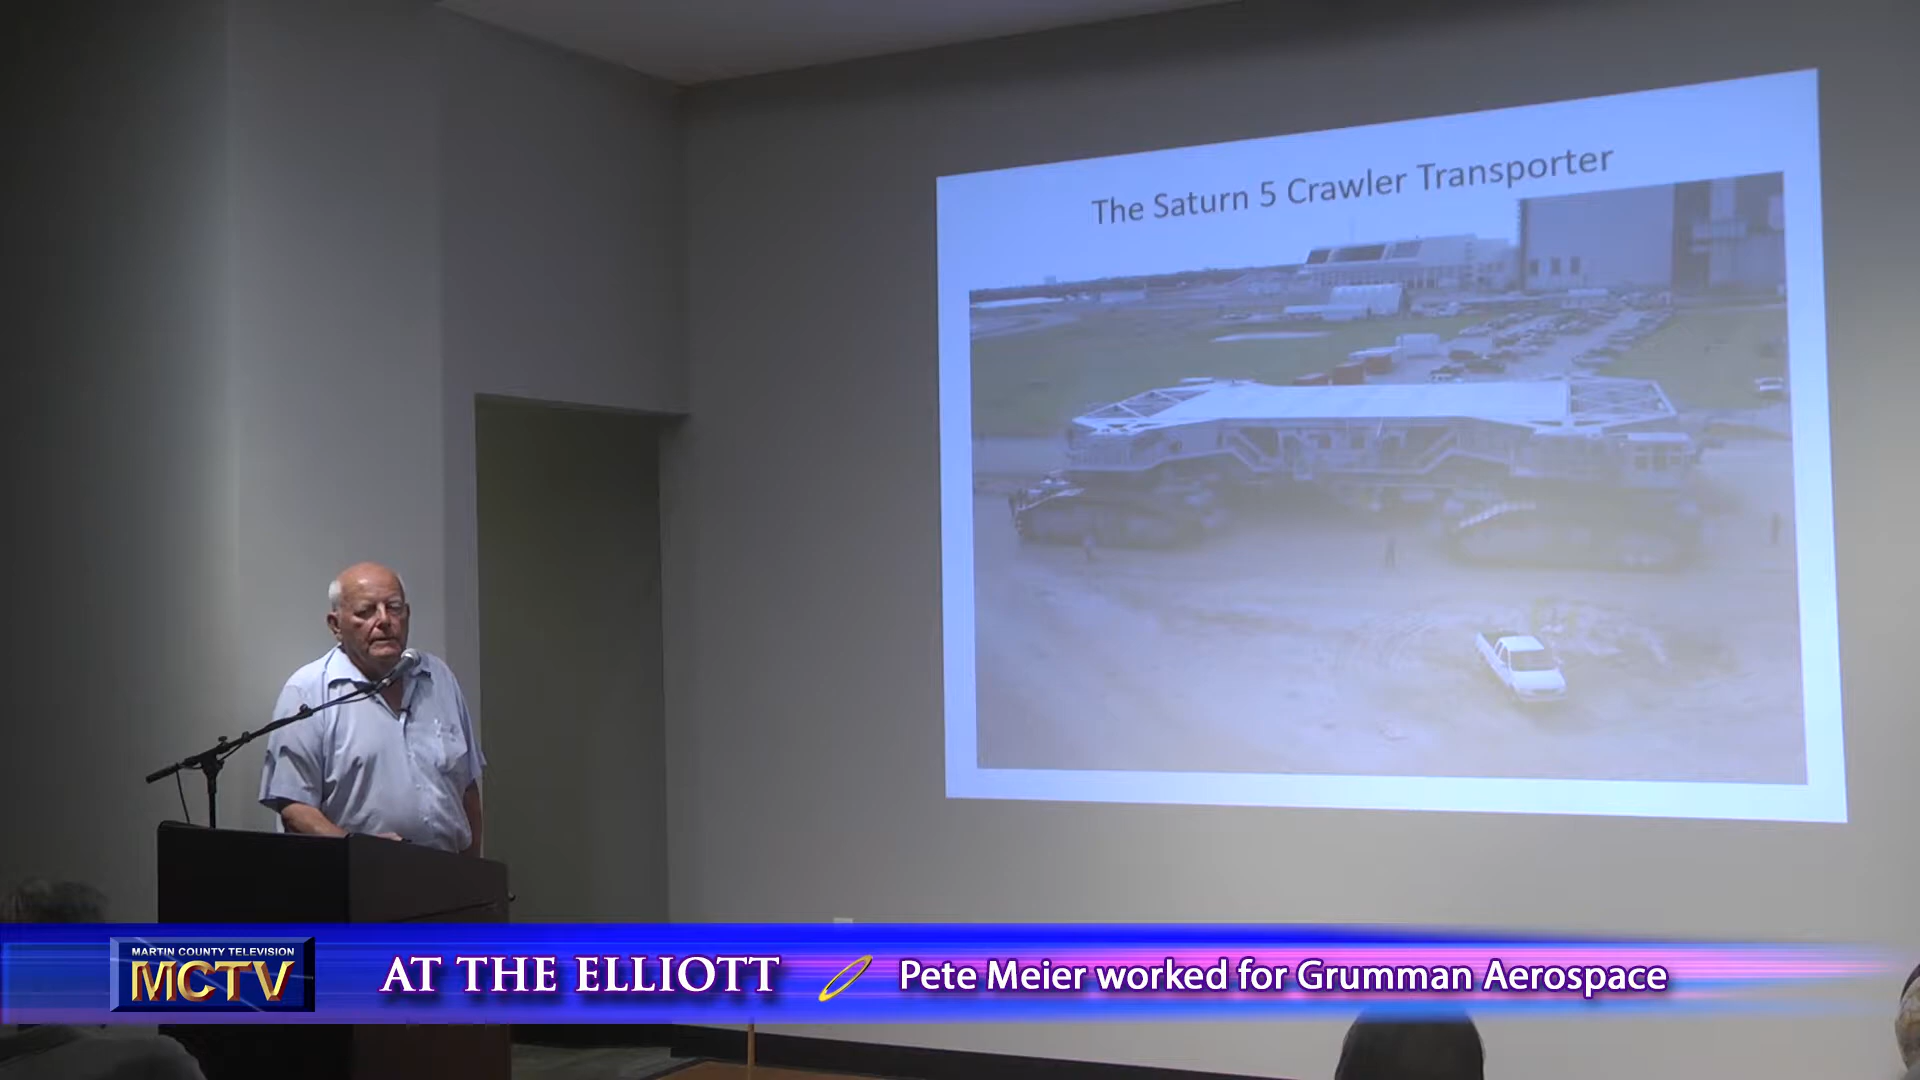 The Saturn 5 Crawler Transporter
MARTIN COUNTY TELEVISION
MCTV
AT THE ELLIOTT
Pete Meier worked for Grumman Aerospace